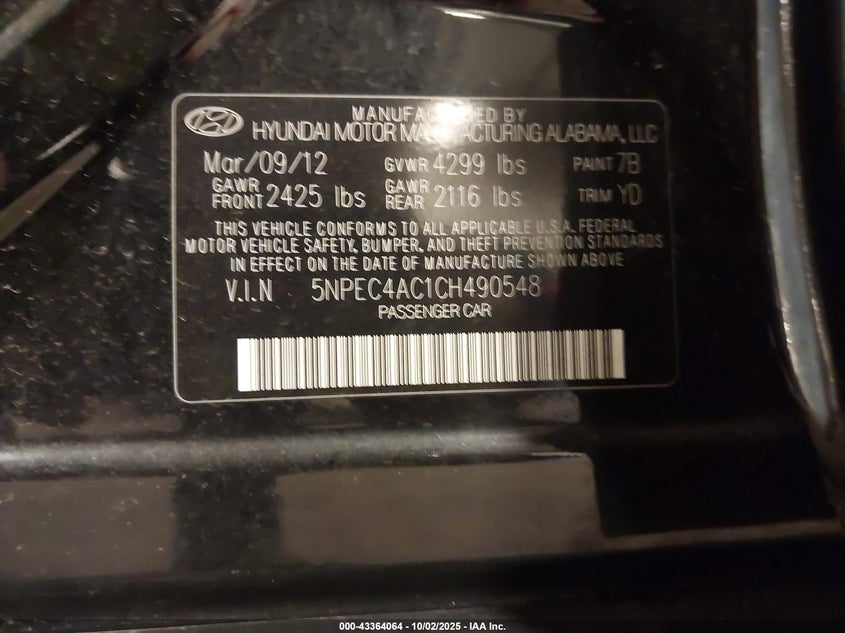 MANUFACTURED BY
HYUNDAI MOTOR MANUFACTURING ALABAMA, LLC
Mar/09/12 GVWR 4299 lbs PAINT 7B
GAWR FRONT 2425 lbs GAWR REAR 2116 lbs TRIM YD
THIS VEHICLE CONFORMS TO ALL APPLICABLE U.S.A. FEDERAL
MOTOR VEHICLE SAFETY, BUMPER, AND THEFT PREVENTION STANDARDS
IN EFFECT ON THE DATE OF MANUFACTURE SHOWN ABOVE
V.I.N 5NPEC4AC1CH490548
PASSENGER CAR
000-43364064 - 10/02/2025 - IAA Inc.